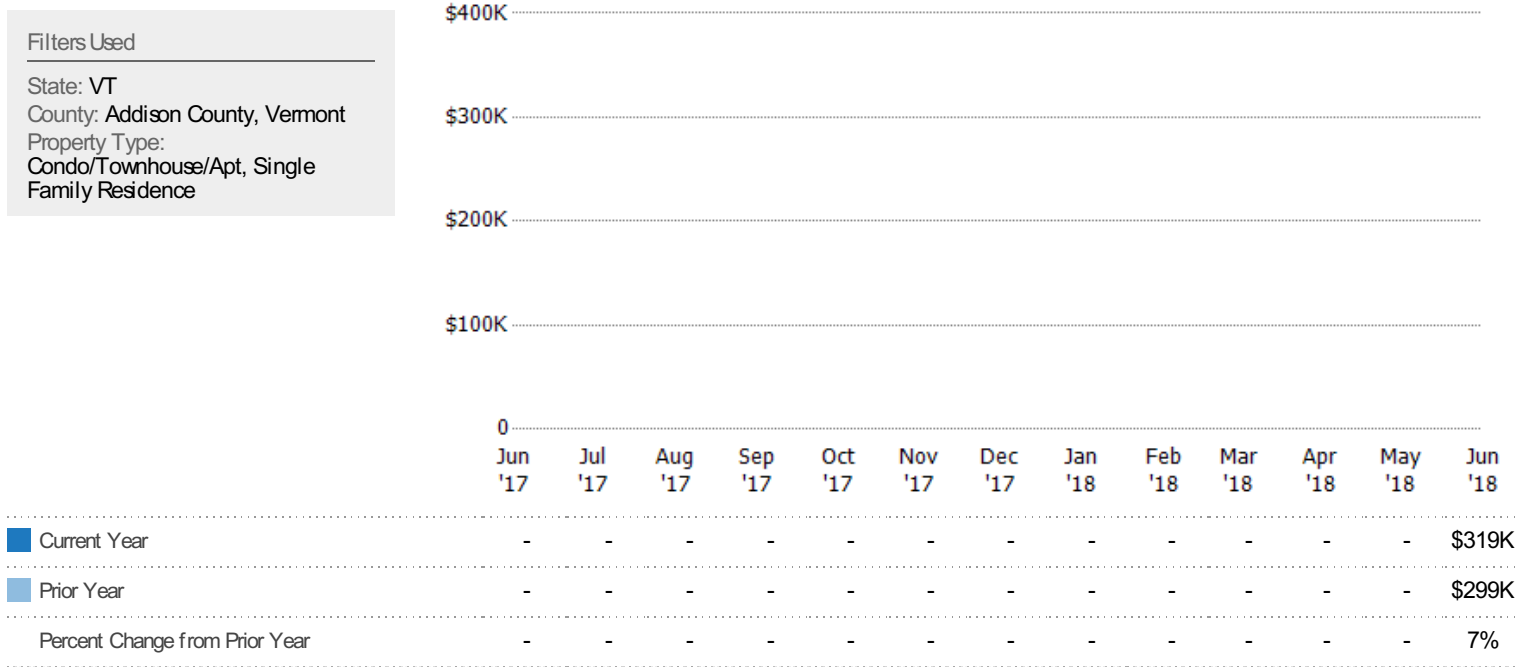 Filters Used
State: VT
County: Addison County, Vermont
Property Type:
Condo/Townhouse/Apt, Single
Family Residence
$400K
$300K
$200K
$100K
0
Jun Jul Aug Sep Oct Nov Dec Jan Feb Mar Apr May Jun
'17 '17 '17 '17 '17 '17 '17 '18 '18 '18 '18 '18 '18
Current Year - - - - - - - - - - - - $319K
Prior Year - - - - - - - - - - - - $299K
Percent Change from Prior Year - - - - - - - - - - - - 7%